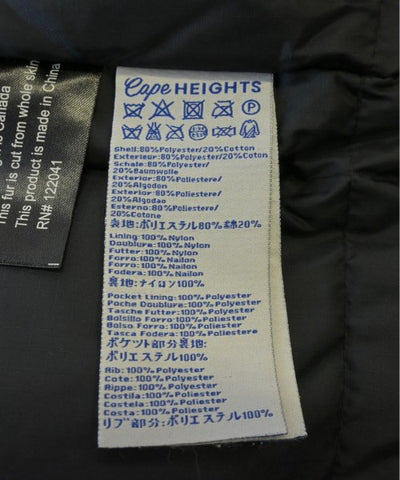 Cape HEIGHTS
P
Shell:80%Polyester/20%Cotton
Exterieur:80%Polyester/20%Coton
Schale:80%Polyester/
20%Baumwolle
Exterior:80%Poliestere/
20%Algodon
Exterior:80%Poliestere/
20%Algodao
Esterno:80%Poliestere/
20%Cotone
表地:ポリエステル80% 綿20%
Lining:100%Nylon
Doublure:100%Nylon
Futter:100%Nylon
Forro:100%Nailon
Forro:100%Nailon
Fodera:100%Nailon
裏地:ナイロン100%
Pocket Lining:100%Polyester
Poche Doublure:100%Polyester
Tasche Futter:100%Polyester
Bolsillo Forro:100%Poliester
Bolso Forro:100%Poliester
Tasca Fodera:100%Poliestere
ポケット部分裏地:
ポリエステル100%
Rib:100%Polyester
Cote:100%Polyester
Rippe:100%Polyester
Costilla:100%Poliester
Costela:100%Poliester
Costa:100%Poliestere
リブ部分:ポリエステル100%
Canada
This fur is cut from whole skin
This product is made in China
RN# 122041